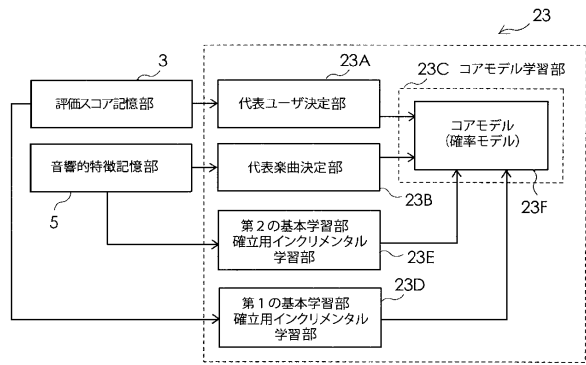 23
3
23A
23C コアモデル学習部
評価スコア記憶部
代表ユーザ決定部
コアモデル
(確率モデル)
音響的特徴記憶部
代表楽曲決定部
5
23B
23F
第2の基本学習部
確立用インクリメンタル
学習部
23E
第1の基本学習部
確立用インクリメンタル
学習部
23D